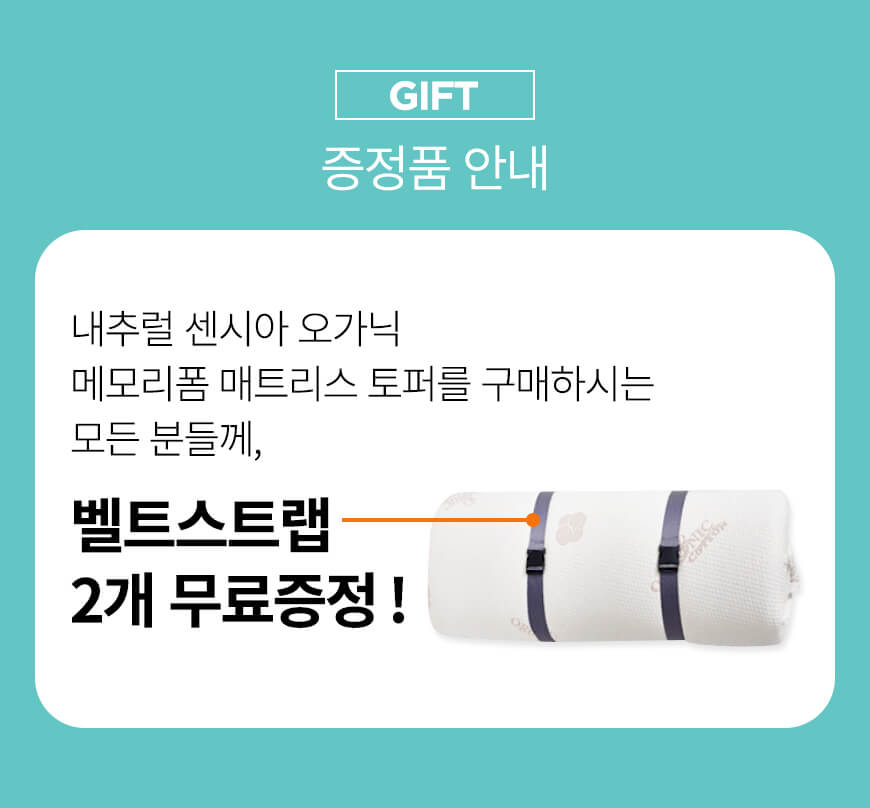 GIFT
증정품 안내
내추럴 센시아 오가닉
메모리폼 매트리스 토퍼를 구매하시는
모든 분들께,
벨트스트랩
2개 무료증정 !
COTTON